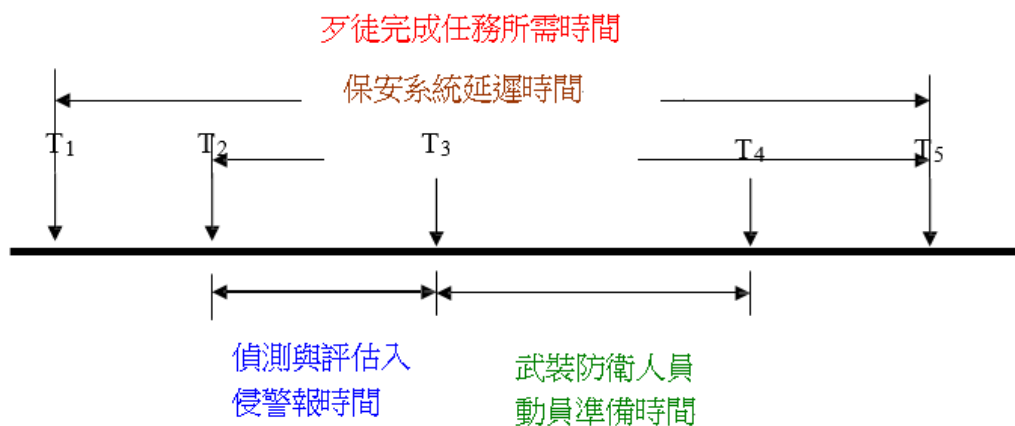 歹徒完成任務所需時間
保安系統延遲時間
T1 T2 T3 T4 T5
偵測與評估入
侵警報時間
武裝防衛人員
動員準備時間